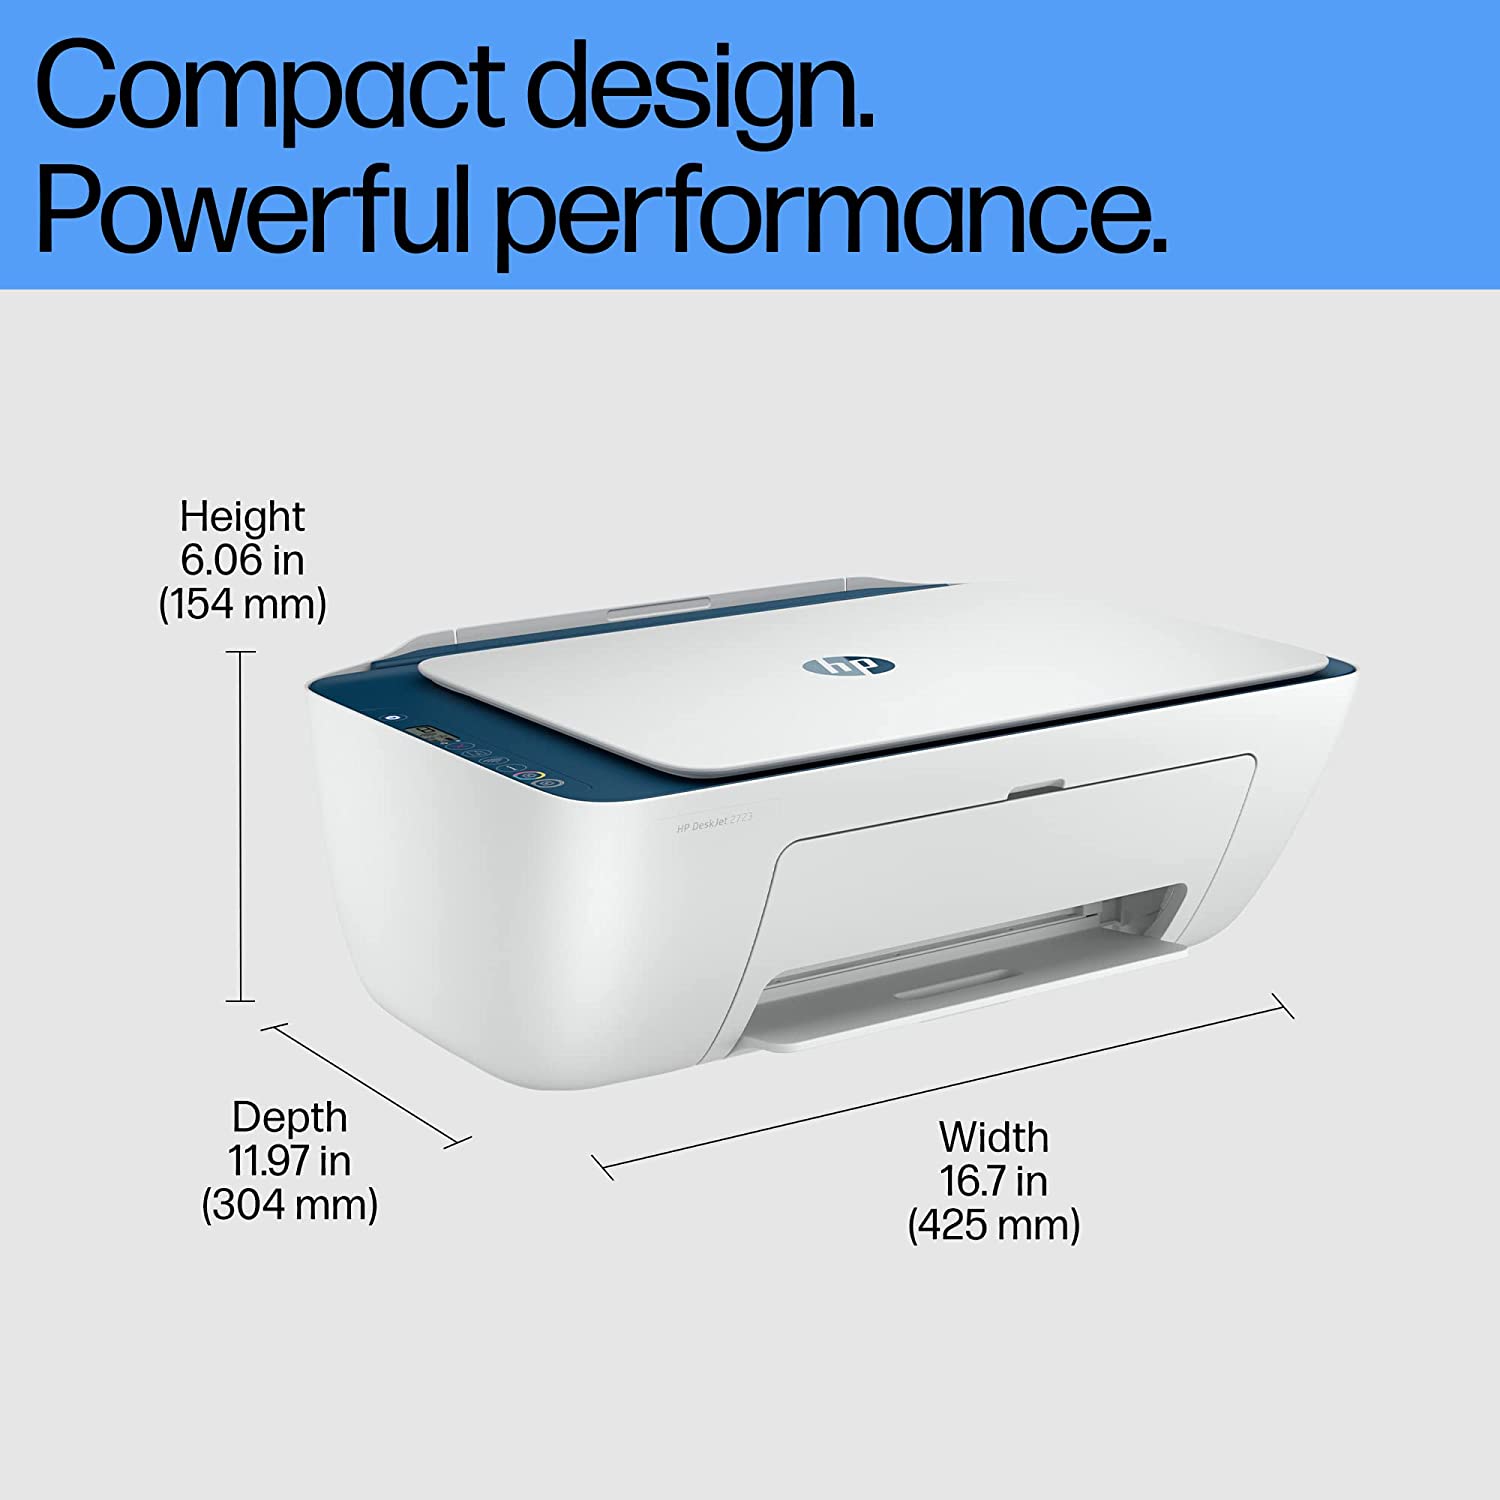 Compact design.
Powerful performance.
Height
6.06 in
(154 mm)
hp
HP DeskJet 2723
Depth
11.97 in
(304 mm)
Width
16.7 in
(425 mm)